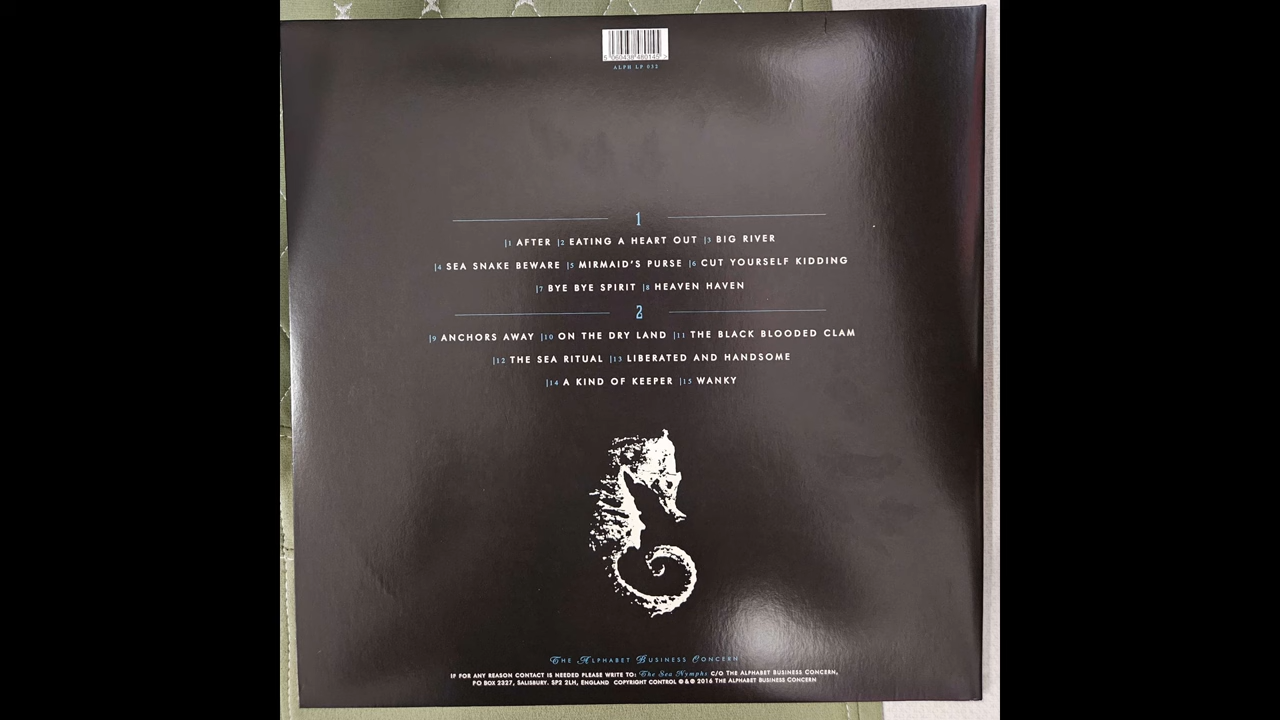 5 060438 480149 >
ALPH LP 032
1
|1 AFTER |2 EATING A HEART OUT |3 BIG RIVER
|4 SEA SNAKE BEWARE |5 MIRMAID'S PURSE |6 CUT YOURSELF KIDDING
|7 BYE BYE SPIRIT |8 HEAVEN HAVEN
2
|9 ANCHORS AWAY |10 ON THE DRY LAND |11 THE BLACK BLOODED CLAM
|12 THE SEA RITUAL |13 LIBERATED AND HANDSOME
|14 A KIND OF KEEPER |15 WANKY
THE ALPHABET BUSINESS CONCERN
IF FOR ANY REASON CONTACT IS NEEDED PLEASE WRITE TO: The Sea Nymphs C/O THE ALPHABET BUSINESS CONCERN,
PO BOX 2327, SALISBURY. SP2 2LH, ENGLAND COPYRIGHT CONTROL ℗ & © 2016 THE ALPHABET BUSINESS CONCERN